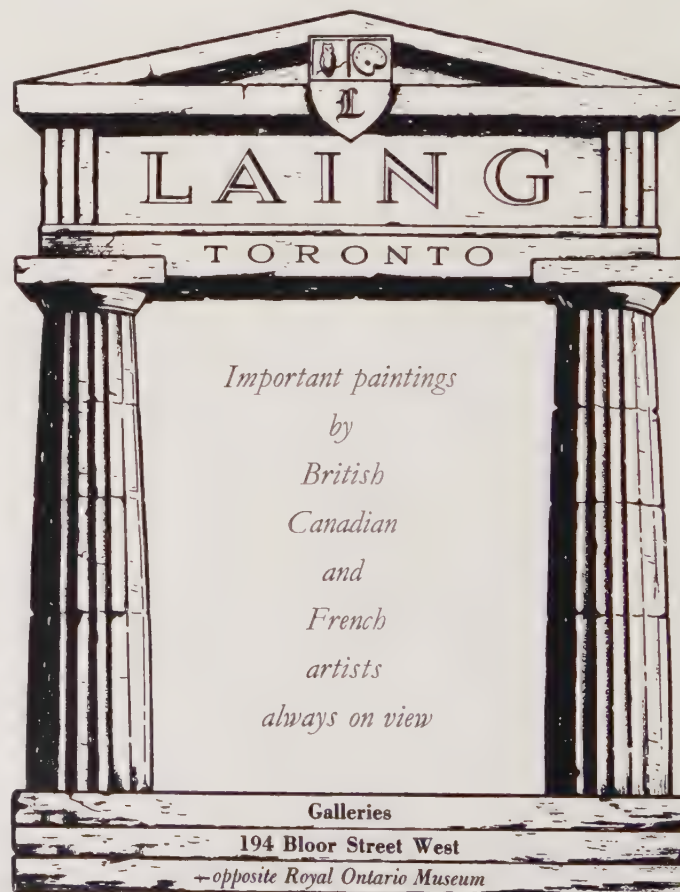 L
LAING
TORONTO
Important paintings
by
British
Canadian
and
French
artists
always on view
Galleries
194 Bloor Street West
opposite Royal Ontario Museum